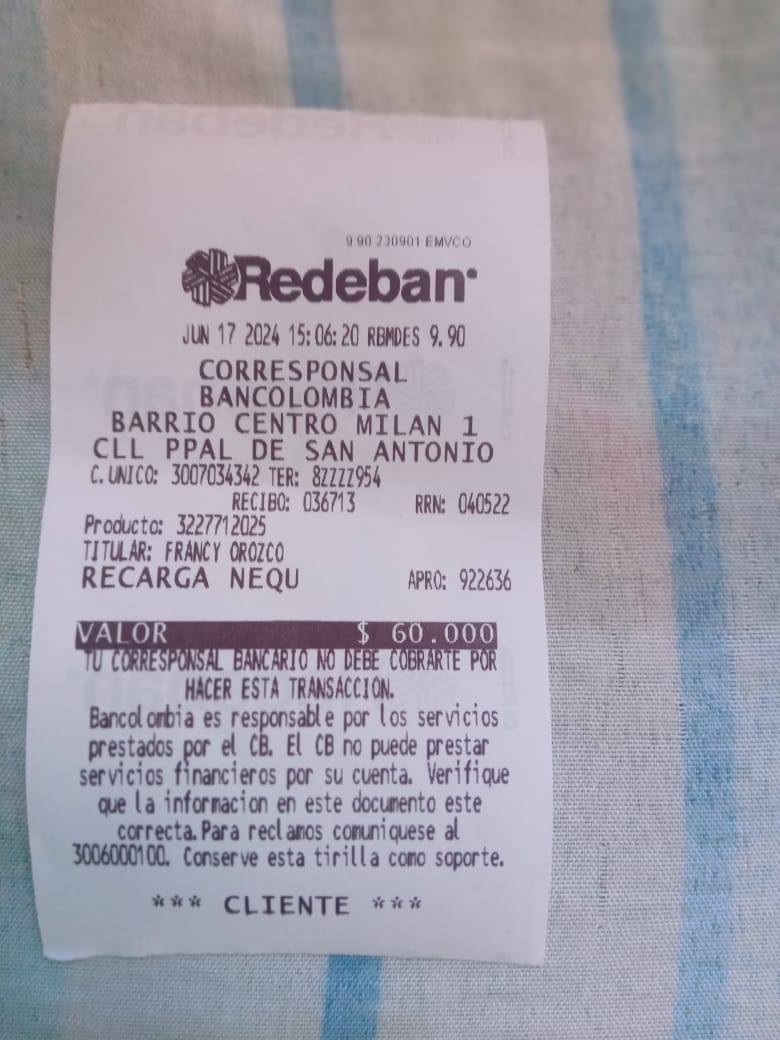 9 90 230901 EMVCO
Redeban
JUN 17 2024 15:06:20 RBMDES 9.90
CORRESPONSAL
BANCOLOMBIA
BARRIO CENTRO MILAN 1
CLL PPAL DE SAN ANTONIO
C. UNICO: 3007034342 TER: 8ZZZZ954
RECIBO: 036713 RRN: 040522
Producto: 3227712025
TITULAR: FRANCY OROZCO
RECARGA NEQU APRO: 922636
VALOR $ 60.000
TU CORRESPONSAL BANCARIO NO DEBE COBRARTE POR
HACER ESTA TRANSACCION.
Bancolombia es responsable por los servicios
prestados por el CB. El CB no puede prestar
servicios financieros por su cuenta. Verifique
que la informacion en este documento este
correcta. Para reclamos comuniquese al
3006000100. Conserve esta tirilla como soporte.
*** CLIENTE ***